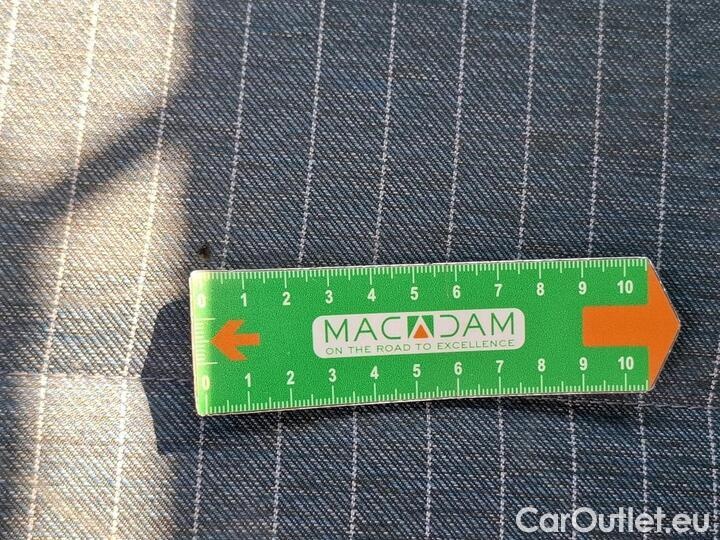 0 1 2 3 4 5 6 7 8 9 10
MACADAM
ON THE ROAD TO EXCELLENCE
0 1 2 3 4 5 6 7 8 9 10
CarOutlet.eu